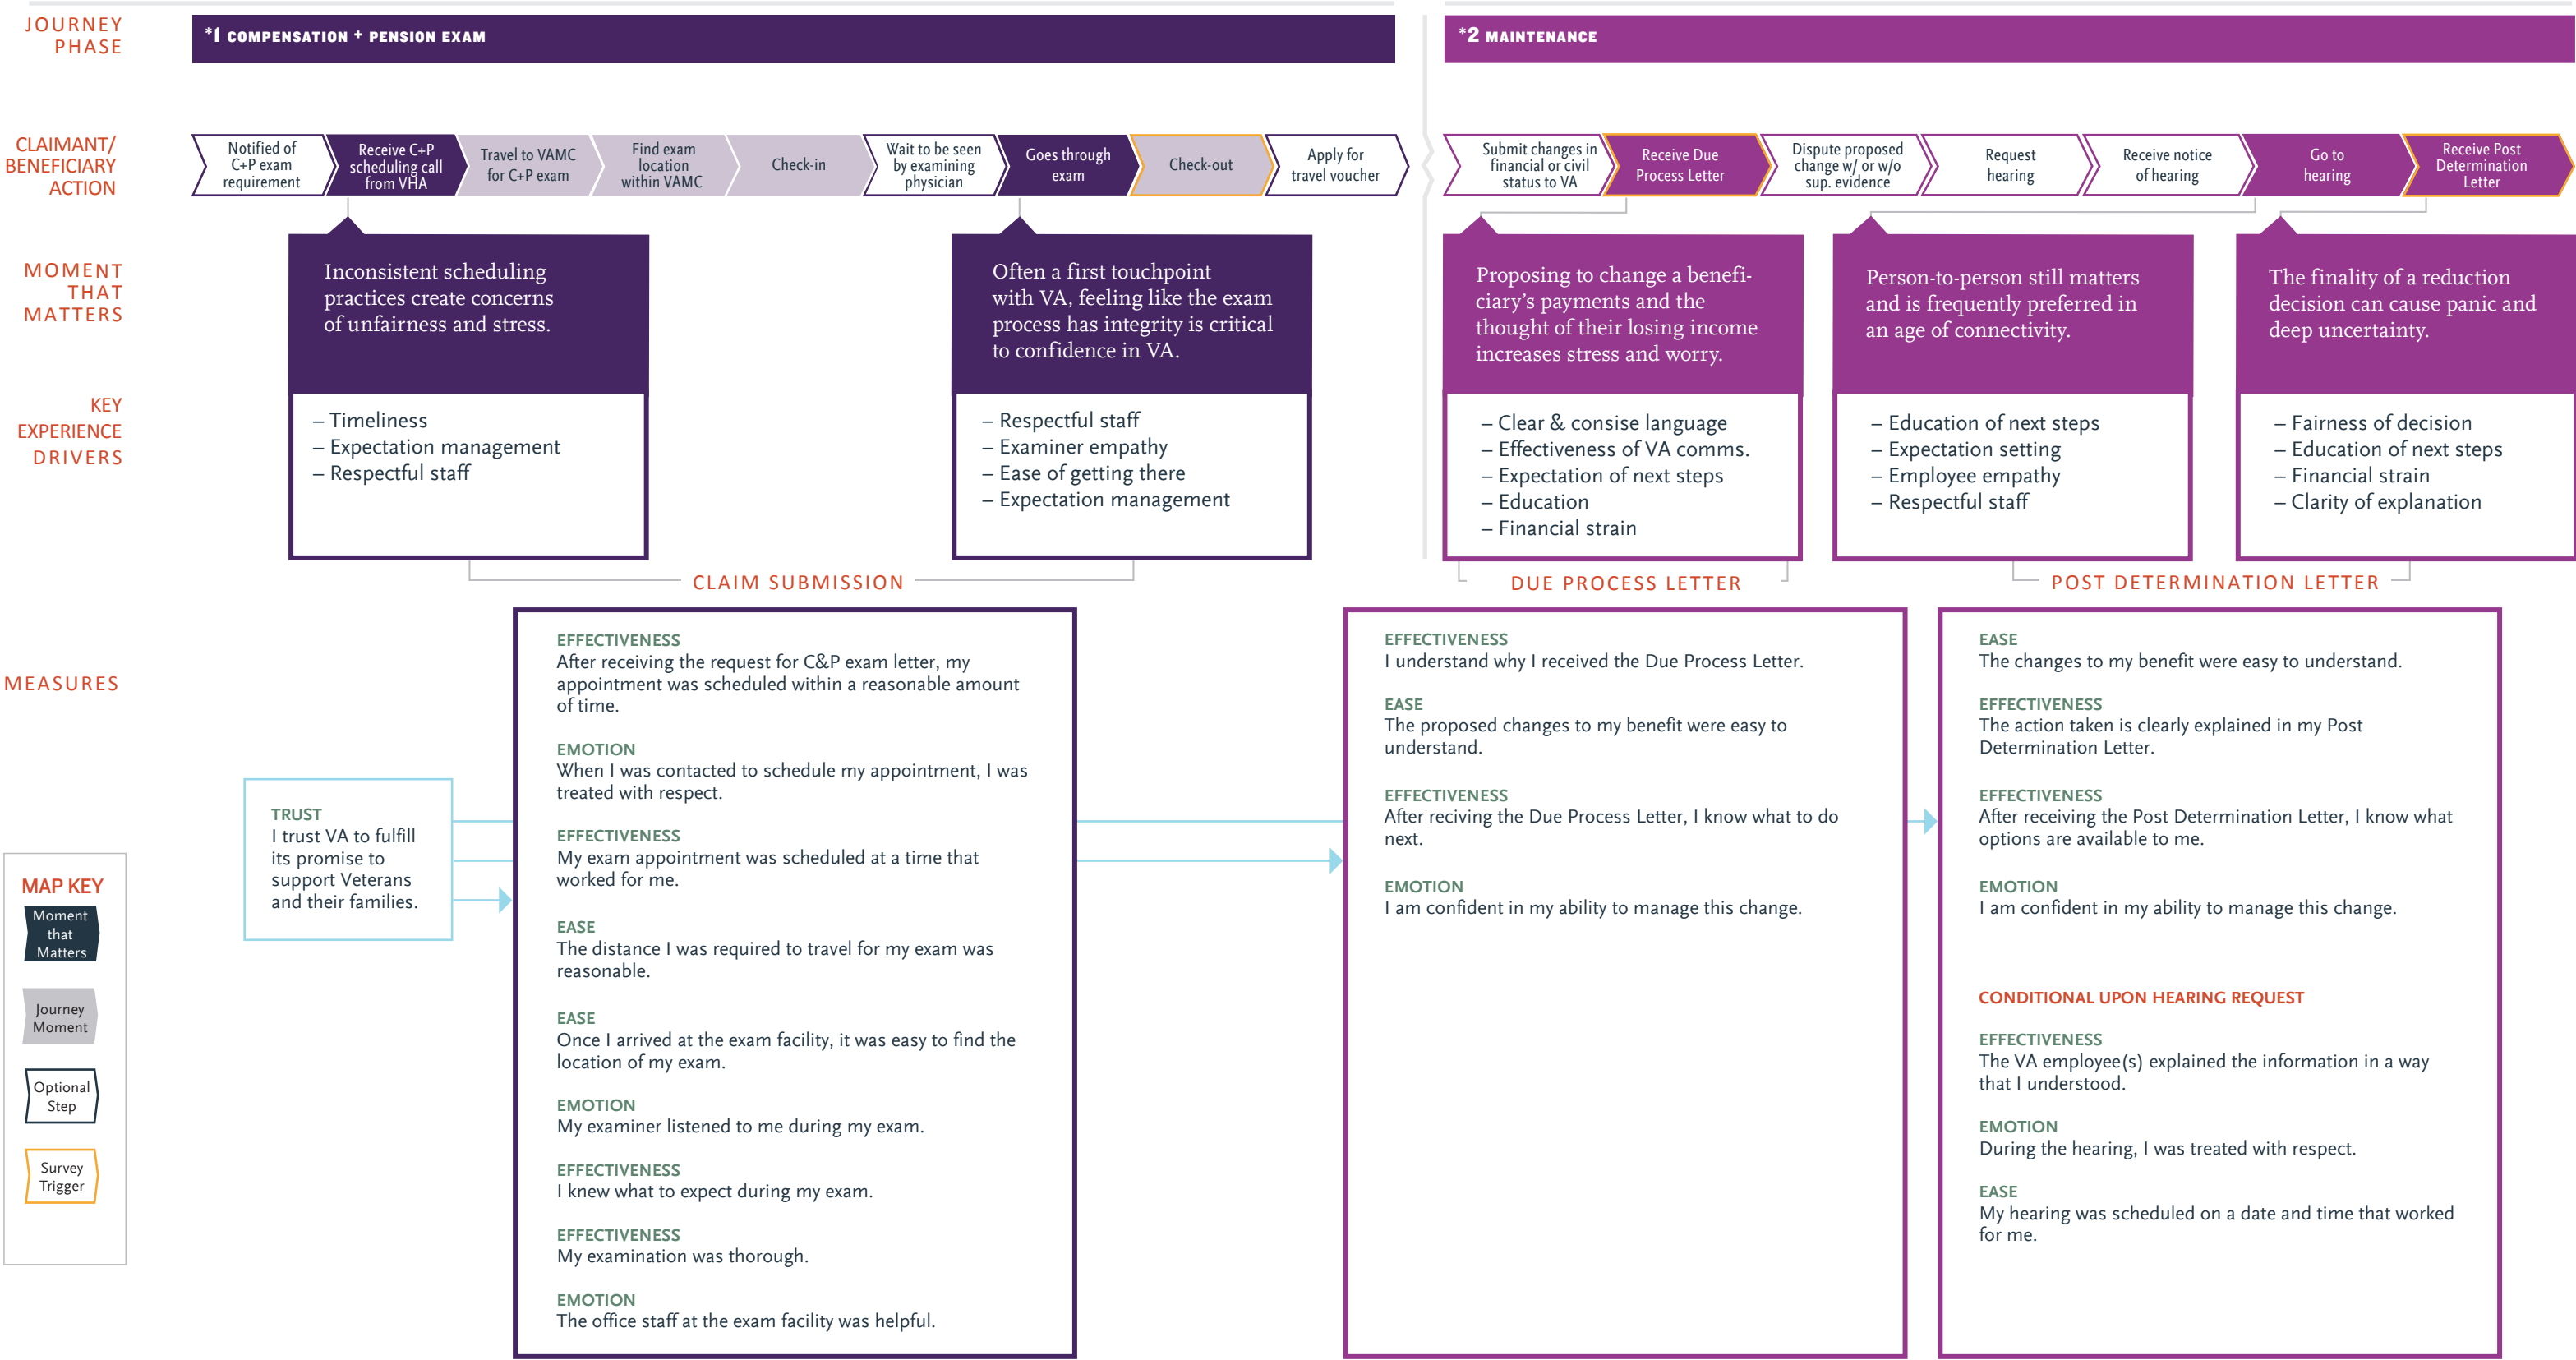 JOURNEY
PHASE
*1 COMPENSATION + PENSION EXAM
*2 MAINTENANCE
CLAIMANT/
BENEFICIARY
ACTION
Notified of
C+P exam
requirement
Receive C+P
scheduling call
from VHA
Travel to VAMC
for C+P exam
Find exam
location
within VAMC
Check-in
Wait to be seen
by examining
physician
Goes through
exam
Check-out
Apply for
travel voucher
Submit changes in
financial or civil
status to VA
Receive Due
Process Letter
Dispute proposed
change w/ or w/o
sup. evidence
Request
hearing
Receive notice
of hearing
Go to
hearing
Receive Post
Determination
Letter
MOMENT
THAT
MATTERS
Inconsistent scheduling
practices create concerns
of unfairness and stress.
Often a first touchpoint
with VA, feeling like the exam
process has integrity is critical
to confidence in VA.
Proposing to change a benefi-
ciary's payments and the
thought of their losing income
increases stress and worry.
Person-to-person still matters
and is frequently preferred in
an age of connectivity.
The finality of a reduction
decision can cause panic and
deep uncertainty.
KEY
EXPERIENCE
DRIVERS
– Timeliness
– Expectation management
– Respectful staff
– Respectful staff
– Examiner empathy
– Ease of getting there
– Expectation management
– Clear & consise language
– Effectiveness of VA comms.
– Expectation of next steps
– Education
– Financial strain
– Education of next steps
– Expectation setting
– Employee empathy
– Respectful staff
– Fairness of decision
– Education of next steps
– Financial strain
– Clarity of explanation
CLAIM SUBMISSION
DUE PROCESS LETTER
POST DETERMINATION LETTER
MEASURES
TRUST
I trust VA to fulfill
its promise to
support Veterans
and their families.
EFFECTIVENESS
After receiving the request for C&P exam letter, my
appointment was scheduled within a reasonable amount
of time.
EMOTION
When I was contacted to schedule my appointment, I was
treated with respect.
EFFECTIVENESS
My exam appointment was scheduled at a time that
worked for me.
EASE
The distance I was required to travel for my exam was
reasonable.
EASE
Once I arrived at the exam facility, it was easy to find the
location of my exam.
EMOTION
My examiner listened to me during my exam.
EFFECTIVENESS
I knew what to expect during my exam.
EFFECTIVENESS
My examination was thorough.
EMOTION
The office staff at the exam facility was helpful.
EFFECTIVENESS
I understand why I received the Due Process Letter.
EASE
The proposed changes to my benefit were easy to
understand.
EFFECTIVENESS
After reciving the Due Process Letter, I know what to do
next.
EMOTION
I am confident in my ability to manage this change.
EASE
The changes to my benefit were easy to understand.
EFFECTIVENESS
The action taken is clearly explained in my Post
Determination Letter.
EFFECTIVENESS
After receiving the Post Determination Letter, I know what
options are available to me.
EMOTION
I am confident in my ability to manage this change.
CONDITIONAL UPON HEARING REQUEST
EFFECTIVENESS
The VA employee(s) explained the information in a way
that I understood.
EMOTION
During the hearing, I was treated with respect.
EASE
My hearing was scheduled on a date and time that worked
for me.
MAP KEY
Moment
that
Matters
Journey
Moment
Optional
Step
Survey
Trigger